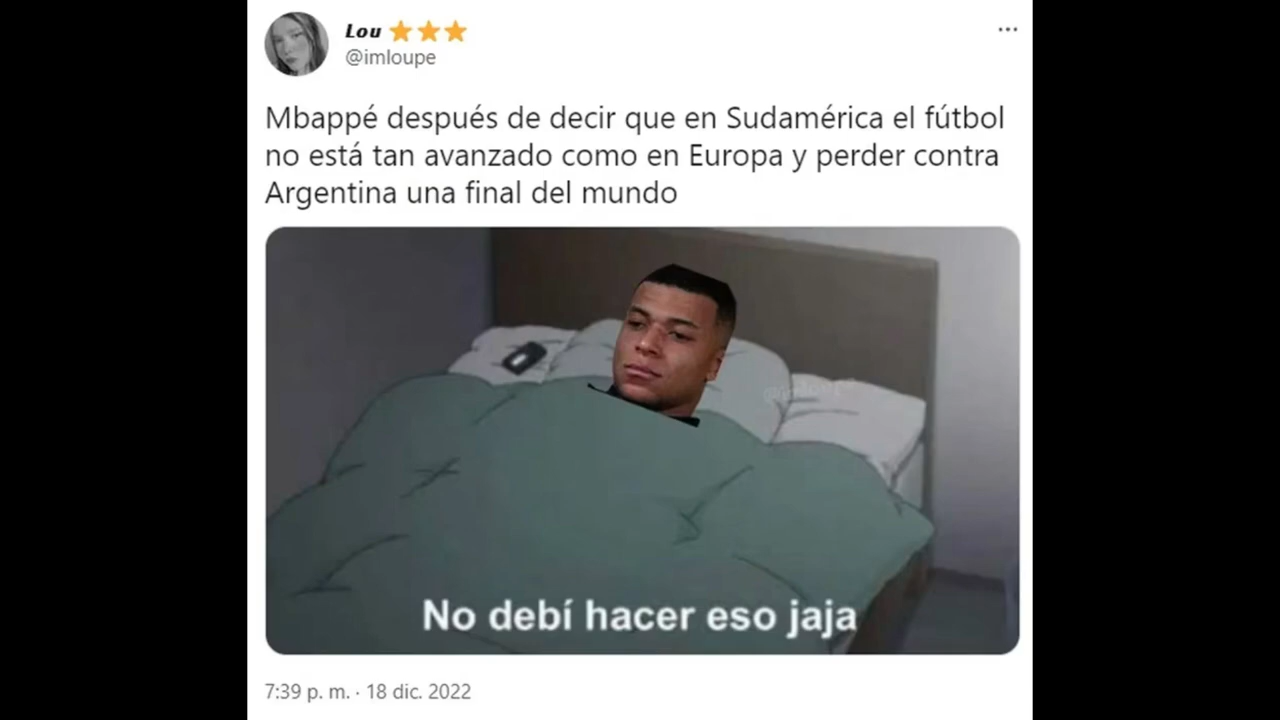 Lou ⭐⭐⭐
@imloupe
Mbappé después de decir que en Sudamérica el fútbol
no está tan avanzado como en Europa y perder contra
Argentina una final del mundo
No debí hacer eso jaja
7:39 p. m. · 18 dic. 2022